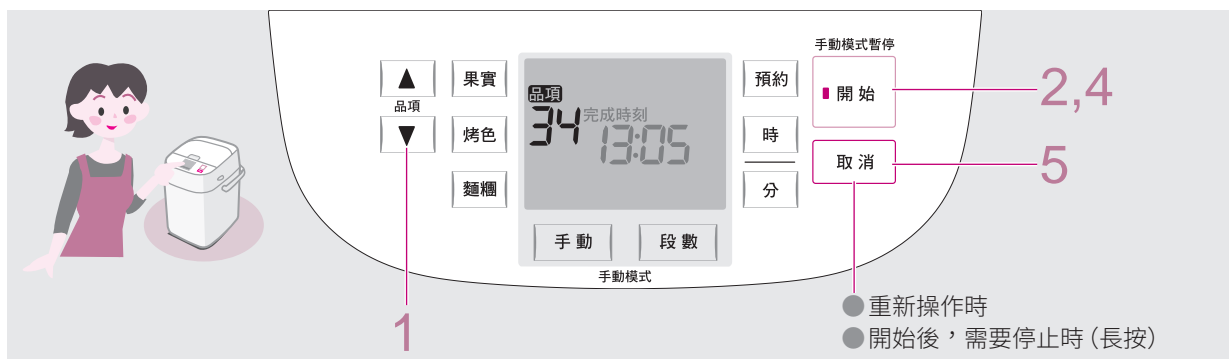 手動模式暫停
▲
果實
預約
開始
2,4
品項
品項
34
完成時刻
13:05
▼
烤色
時
取消
5
麵糰
分
手動
段數
手動模式
1
●重新操作時
●開始後，需要停止時（長按）